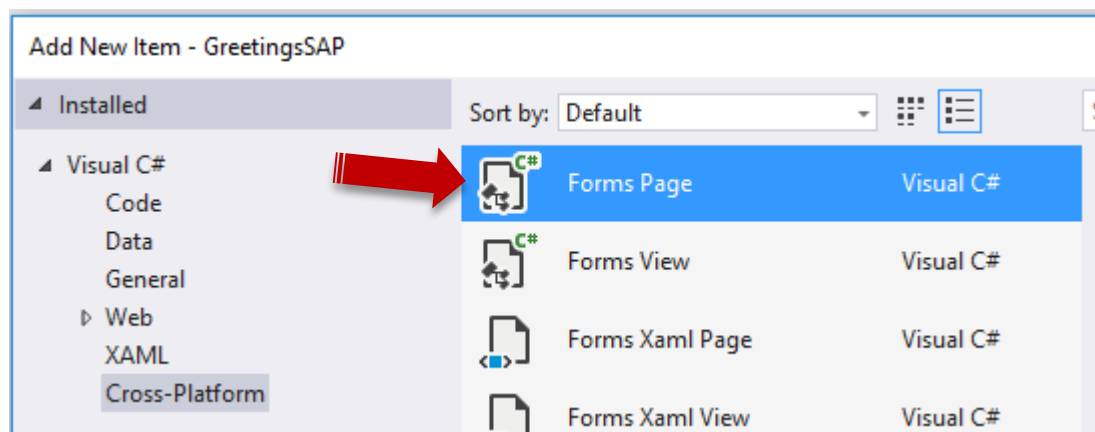 Add New Item - GreetingsSAP
Installed
Sort by: Default
Visual C#
Code
Data
General
Web
XAML
Cross-Platform
C#
Forms Page Visual C#
C#
Forms View Visual C#
Forms Xaml Page Visual C#
Forms Xaml View Visual C#